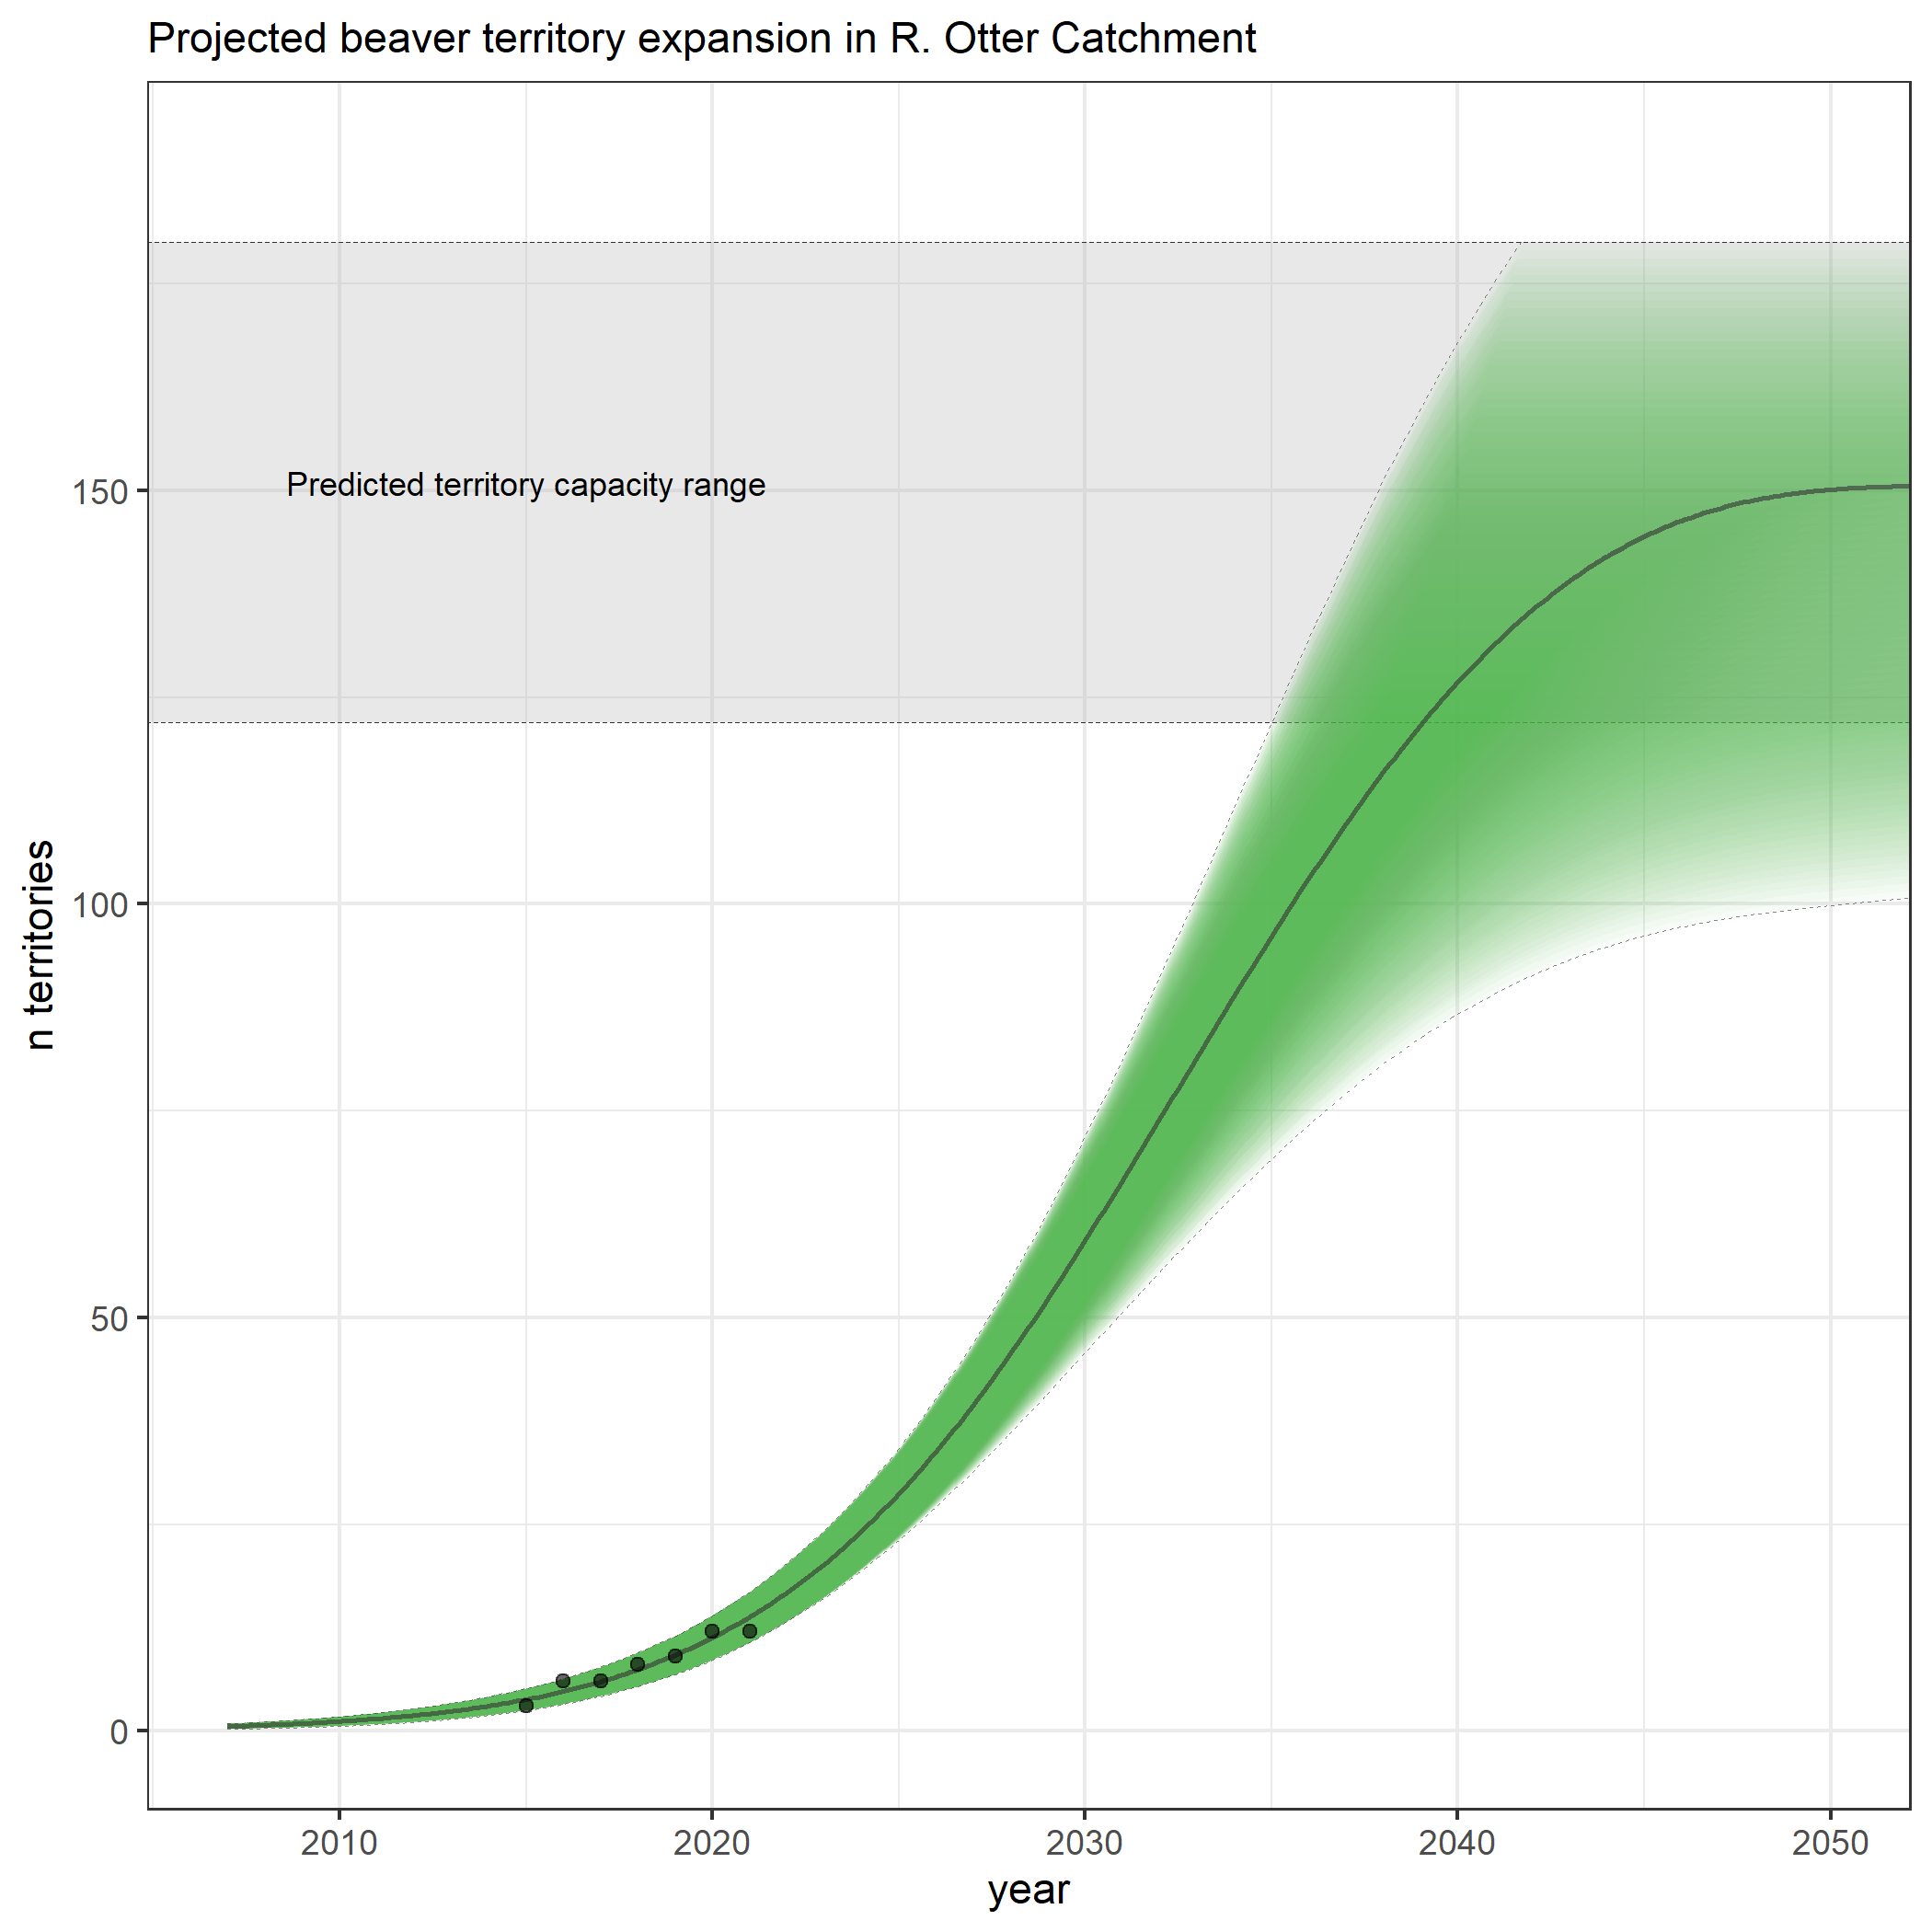 Projected beaver territory expansion in R. Otter Catchment
Predicted territory capacity range
150
100
50
0
n territories
2010 2020 2030 2040 2050
year